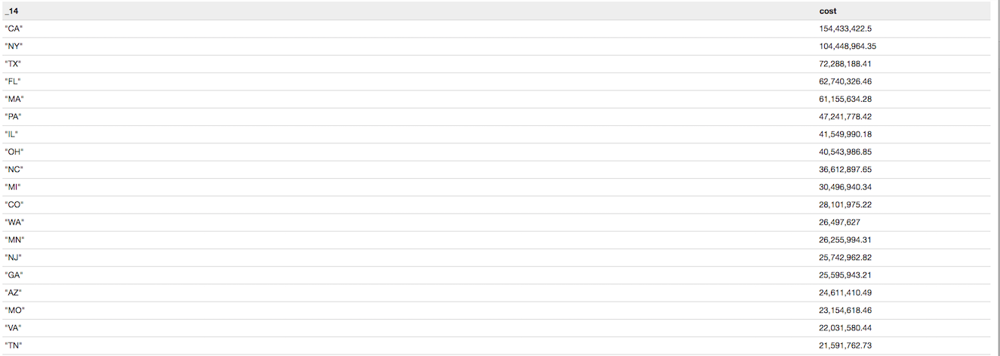 _14 cost
"CA" 154,433,422.5
"NY" 104,448,964.35
"TX" 72,288,188.41
"FL" 62,740,326.46
"MA" 61,155,634.28
"PA" 47,241,778.42
"IL" 41,549,990.18
"OH" 40,543,986.85
"NC" 36,612,897.65
"MI" 30,496,940.34
"CO" 28,101,975.22
"WA" 26,497,627
"MN" 26,255,994.31
"NJ" 25,742,962.82
"GA" 25,595,943.21
"AZ" 24,611,410.49
"MO" 23,154,618.46
"VA" 22,031,580.44
"TN" 21,591,762.73